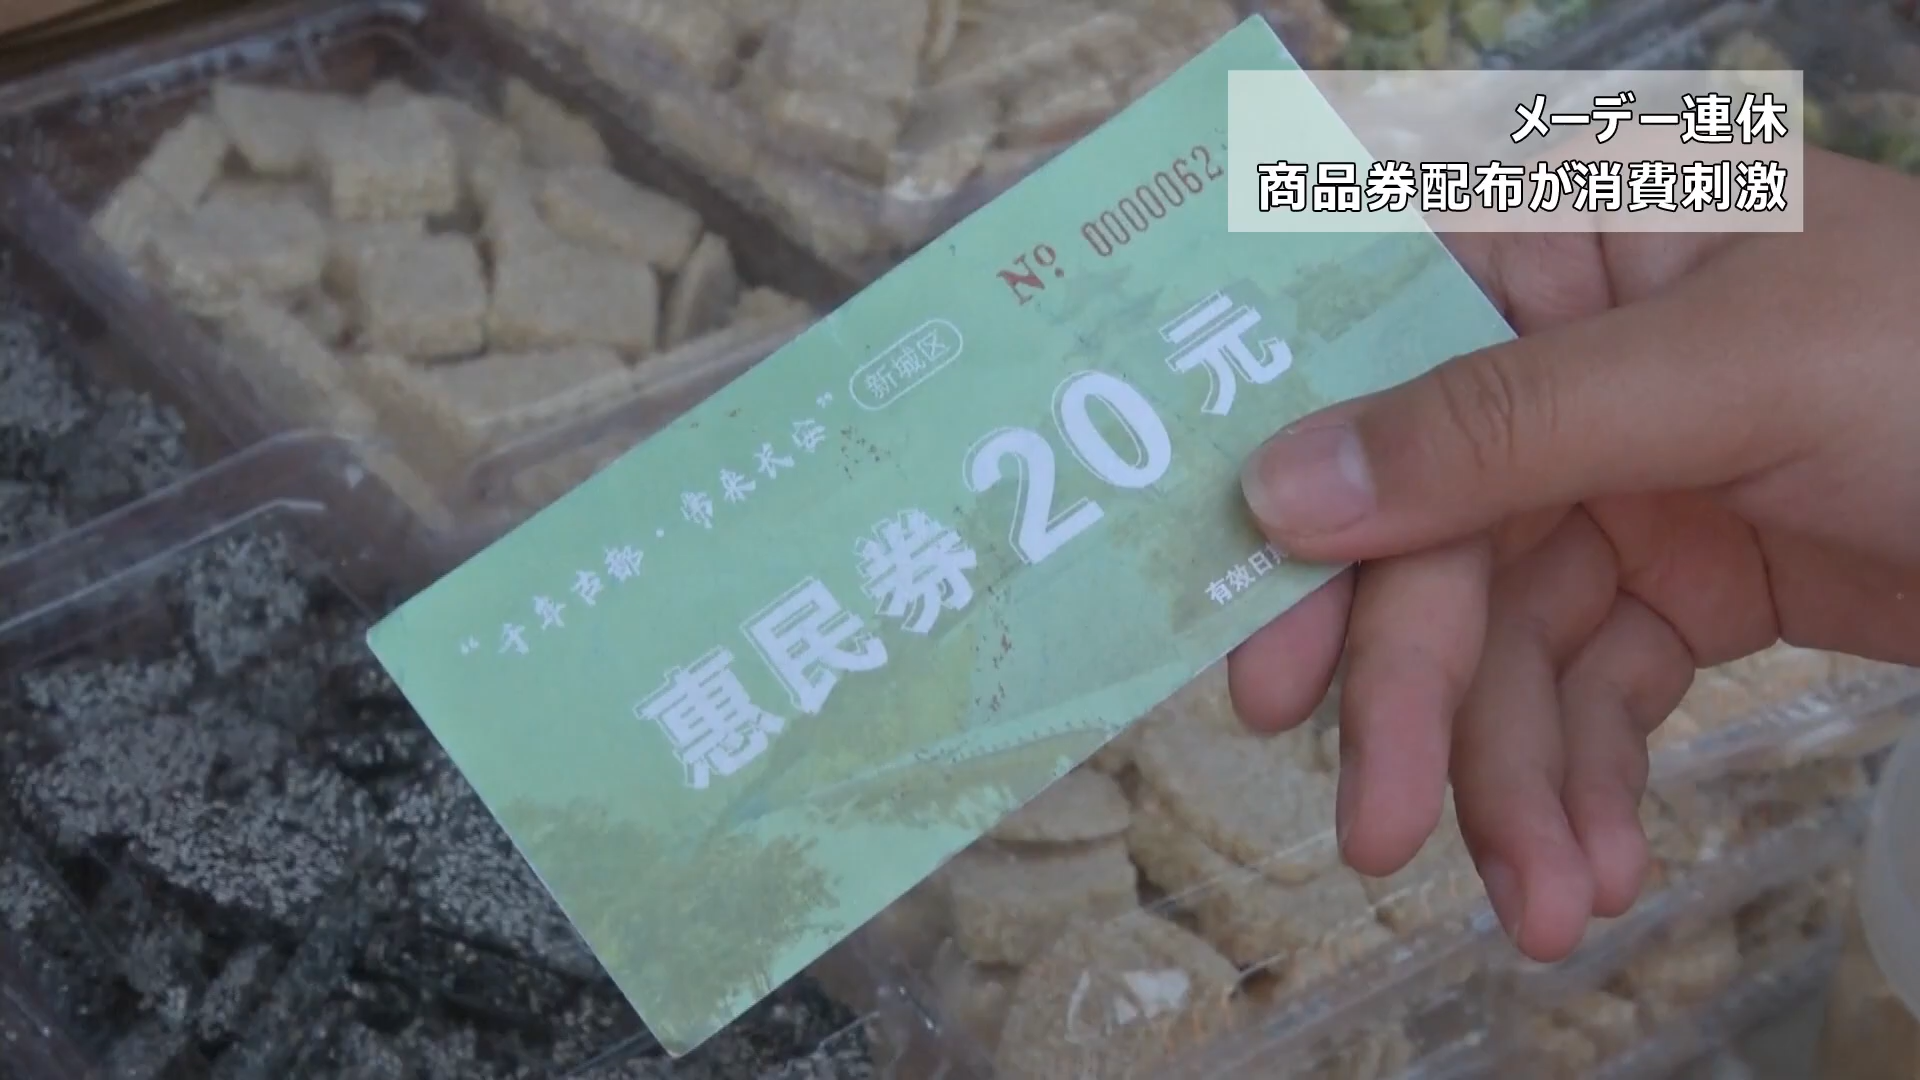 メーデー連休
商品券配布が消費刺激
No 0000062
"千年古都·常来长安"
新城区
惠民券20元
有效日期